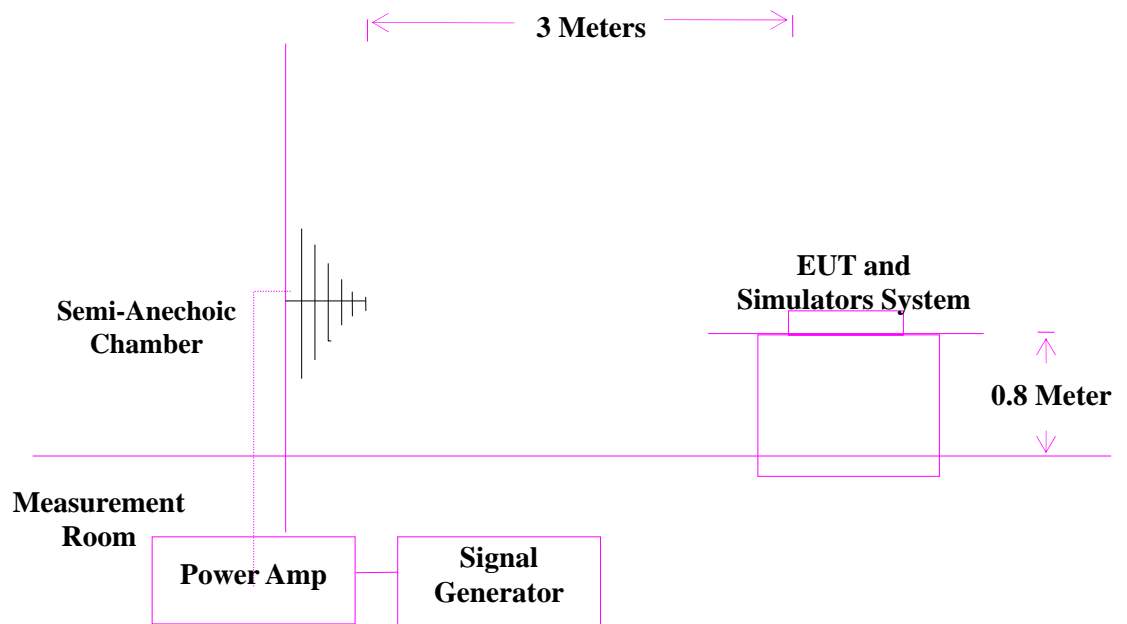 3 Meters
EUT and
Simulators System
Semi-Anechoic
Chamber
0.8 Meter
Measurement
Room
Power Amp
Signal
Generator